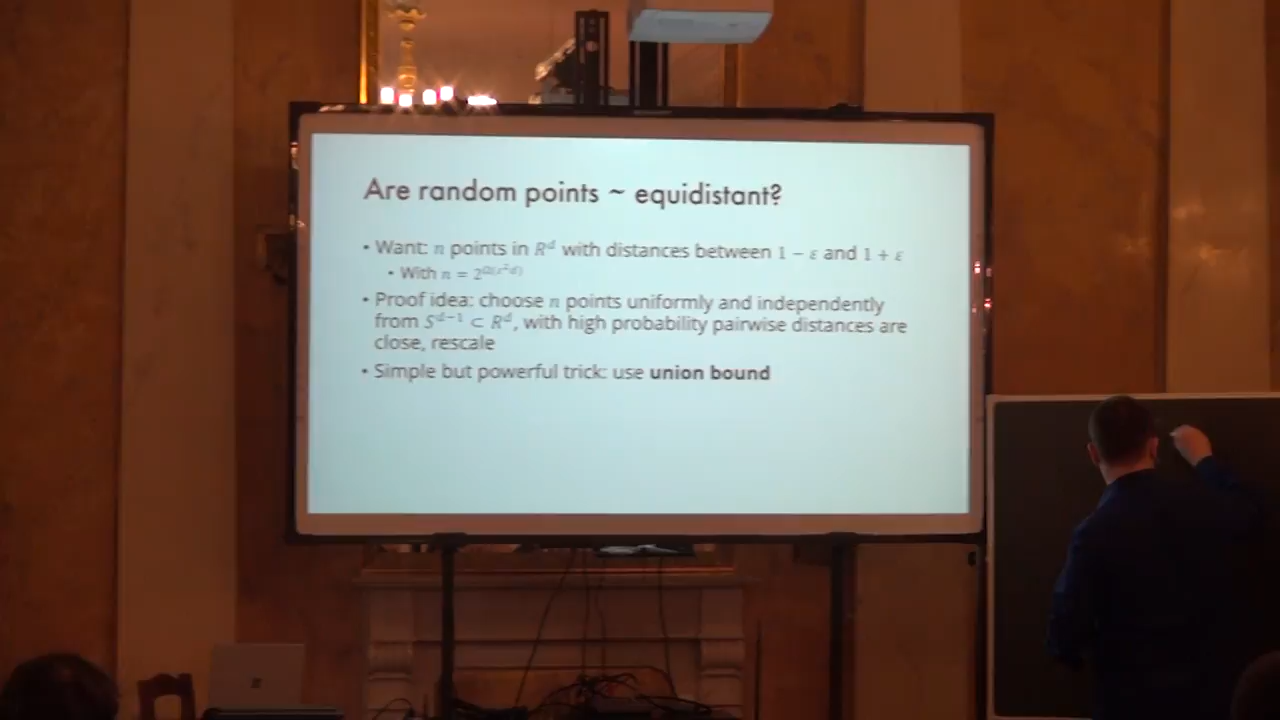 Are random points ~ equidistant?
• Want: n points in R^d with distances between 1 − ε and 1 + ε
• With n = 2^Ω(ε²d)
• Proof idea: choose n points uniformly and independently
from S^{d−1} ⊂ R^d, with high probability pairwise distances are
close, rescale
• Simple but powerful trick: use union bound